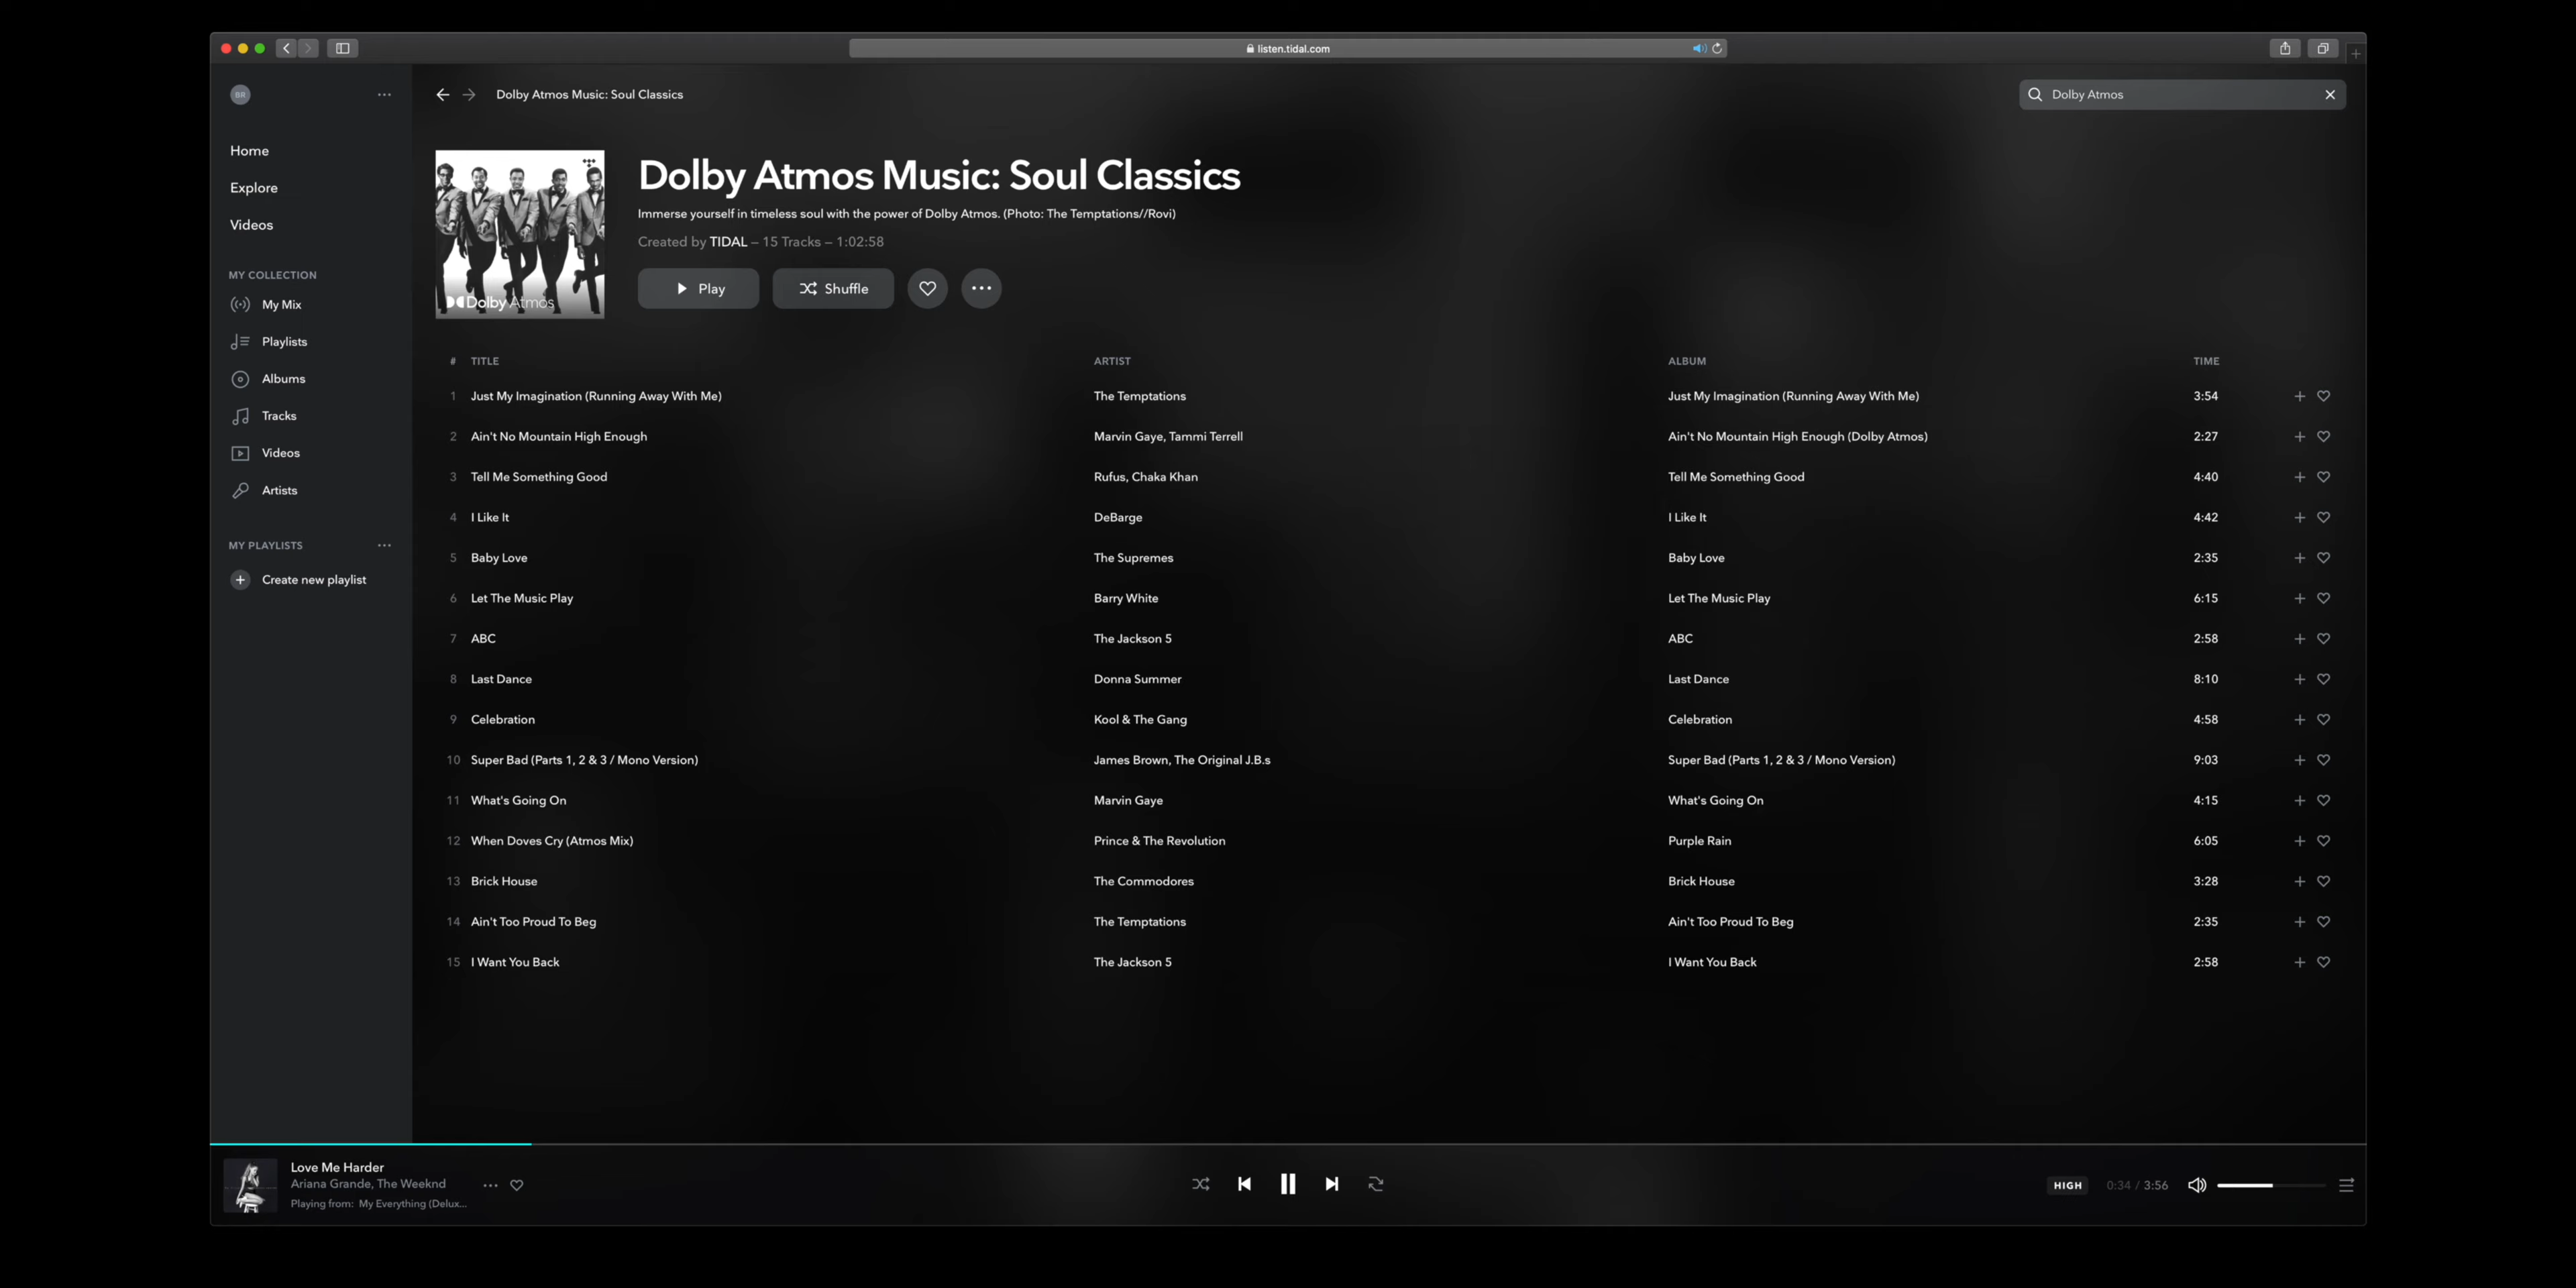 listen.tidal.com
BR
Dolby Atmos Music: Soul Classics
Dolby Atmos
Home
Explore
Videos
MY COLLECTION
My Mix
Playlists
Albums
Tracks
Videos
Artists
MY PLAYLISTS
Create new playlist
Dolby Atmos
Dolby Atmos Music: Soul Classics
Immerse yourself in timeless soul with the power of Dolby Atmos. (Photo: The Temptations//Rovi)
Created by TIDAL – 15 Tracks – 1:02:58
Play Shuffle
# TITLE ARTIST ALBUM TIME
1 Just My Imagination (Running Away With Me) The Temptations Just My Imagination (Running Away With Me) 3:54
2 Ain't No Mountain High Enough Marvin Gaye, Tammi Terrell Ain't No Mountain High Enough (Dolby Atmos) 2:27
3 Tell Me Something Good Rufus, Chaka Khan Tell Me Something Good 4:40
4 I Like It DeBarge I Like It 4:42
5 Baby Love The Supremes Baby Love 2:35
6 Let The Music Play Barry White Let The Music Play 6:15
7 ABC The Jackson 5 ABC 2:58
8 Last Dance Donna Summer Last Dance 8:10
9 Celebration Kool & The Gang Celebration 4:58
10 Super Bad (Parts 1, 2 & 3 / Mono Version) James Brown, The Original J.B.s Super Bad (Parts 1, 2 & 3 / Mono Version) 9:03
11 What's Going On Marvin Gaye What's Going On 4:15
12 When Doves Cry (Atmos Mix) Prince & The Revolution Purple Rain 6:05
13 Brick House The Commodores Brick House 3:28
14 Ain't Too Proud To Beg The Temptations Ain't Too Proud To Beg 2:35
15 I Want You Back The Jackson 5 I Want You Back 2:58
Love Me Harder
Ariana Grande, The Weeknd
Playing from: My Everything (Delux...
HIGH 0:34 / 3:56